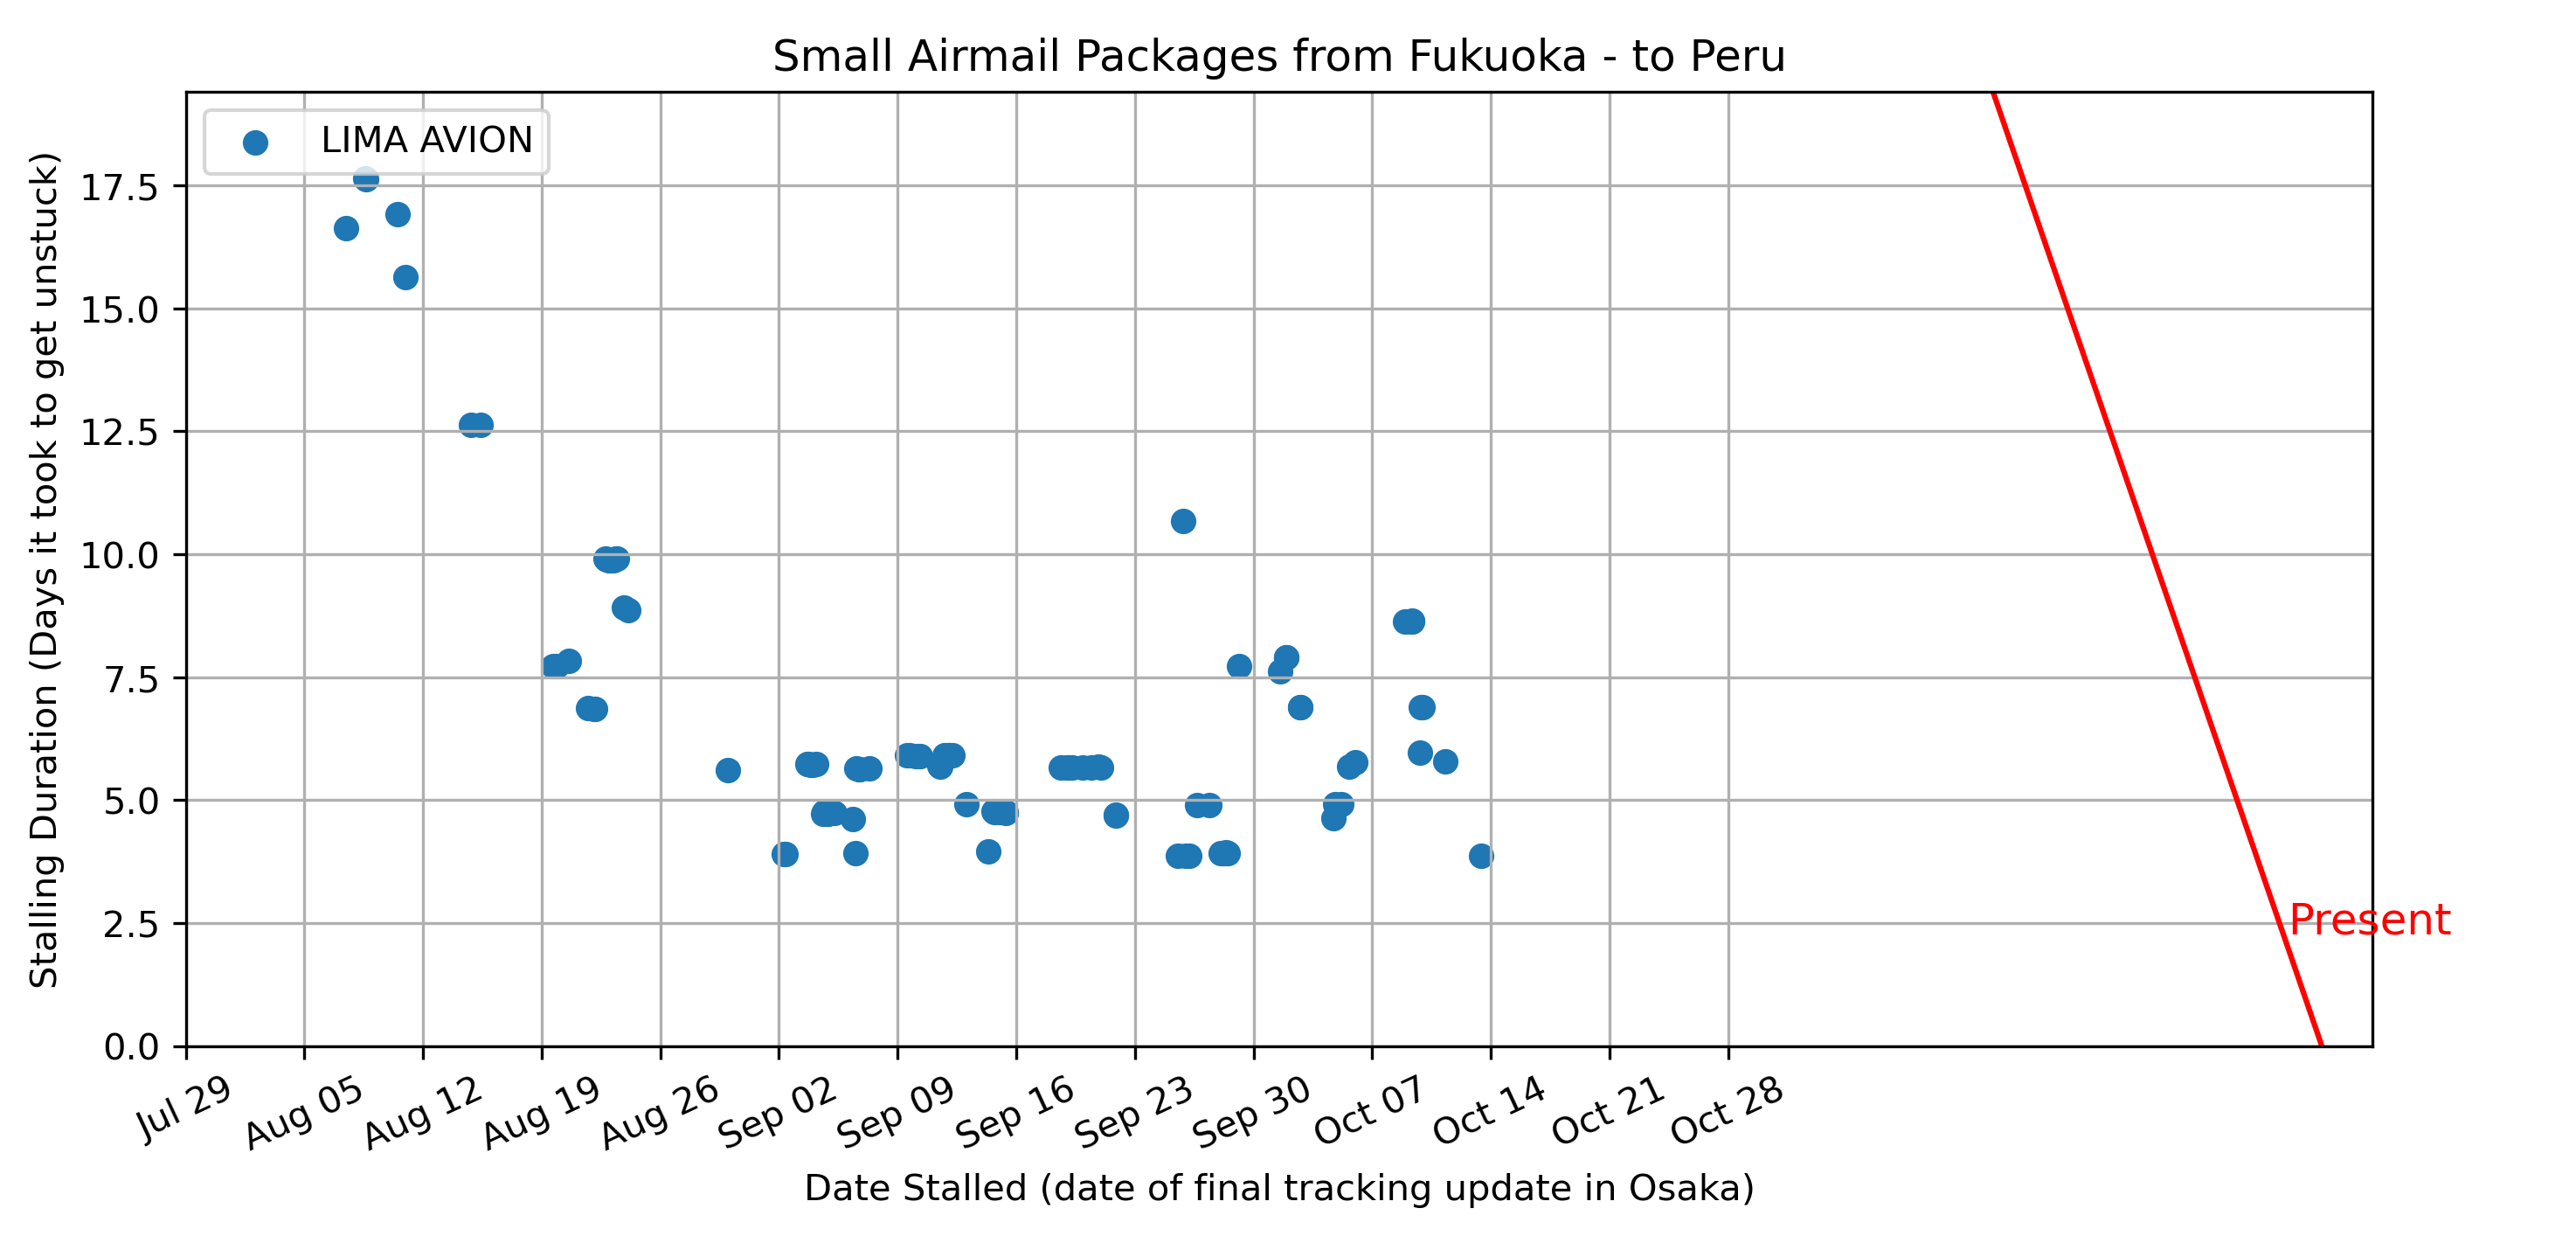 Small Airmail Packages from Fukuoka - to Peru
LIMA AVION
Stalling Duration (Days it took to get unstuck)
17.5
15.0
12.5
10.0
7.5
5.0
2.5
0.0
Present
Jul 29
Aug 05
Aug 12
Aug 19
Aug 26
Sep 02
Sep 09
Sep 16
Sep 23
Sep 30
Oct 07
Oct 14
Oct 21
Oct 28
Date Stalled (date of final tracking update in Osaka)